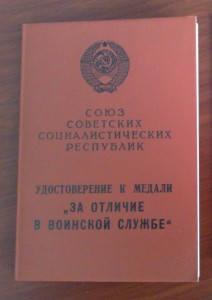 СОЮЗ
СОВЕТСКИХ
СОЦИАЛИСТИЧЕСКИХ
РЕСПУБЛИК
УДОСТОВЕРЕНИЕ К МЕДАЛИ
„ЗА ОТЛИЧИЕ
В ВОИНСКОЙ СЛУЖБЕ“